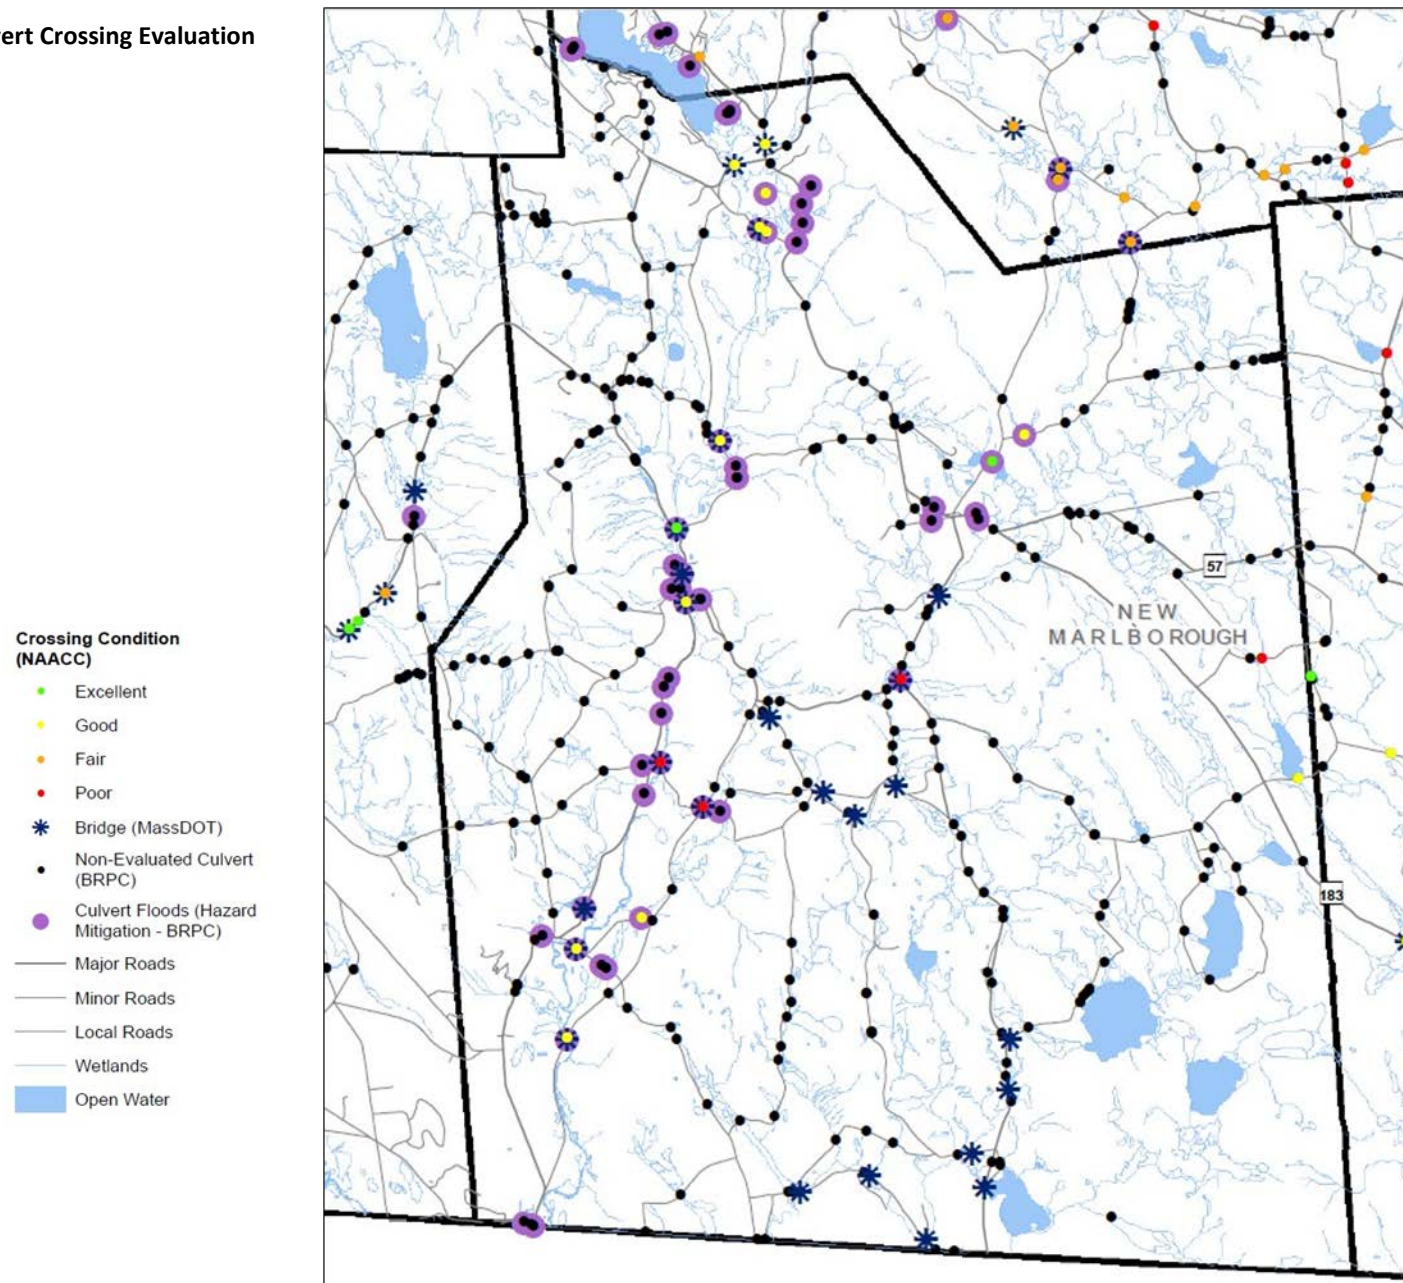 ert Crossing Evaluation
57
NEW
MARLBOROUGH
183
Crossing Condition
(NAACC)
Excellent
Good
Fair
Poor
Bridge (MassDOT)
Non-Evaluated Culvert
(BRPC)
Culvert Floods (Hazard
Mitigation - BRPC)
Major Roads
Minor Roads
Local Roads
Wetlands
Open Water